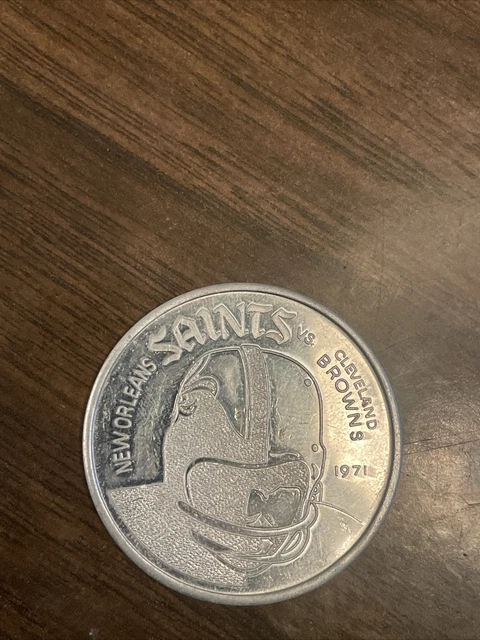 NEW ORLEANS
SAINTS
VS.
CLEVELAND
BROWNS
1971